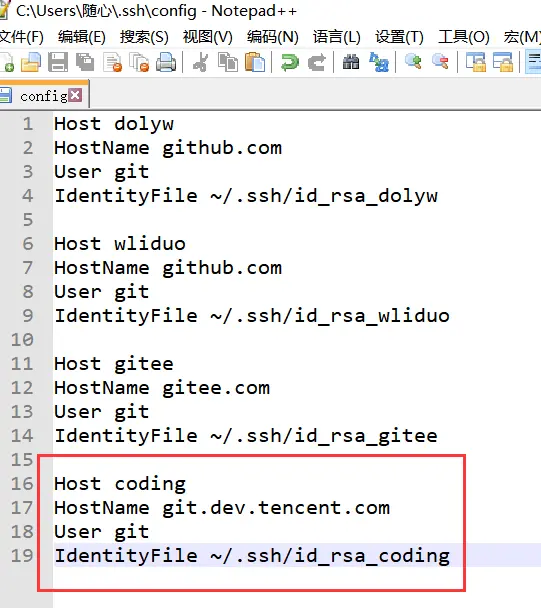 C:\Users\随心\.ssh\config - Notepad++
文件(F) 编辑(E) 搜索(S) 视图(V) 编码(N) 语言(L) 设置(T) 工具(O) 宏(M)
config
1 Host dolyw
2 HostName github.com
3 User git
4 IdentityFile ~/.ssh/id_rsa_dolyw
5
6 Host wliduo
7 HostName github.com
8 User git
9 IdentityFile ~/.ssh/id_rsa_wliduo
10
11 Host gitee
12 HostName gitee.com
13 User git
14 IdentityFile ~/.ssh/id_rsa_gitee
15
16 Host coding
17 HostName git.dev.tencent.com
18 User git
19 IdentityFile ~/.ssh/id_rsa_coding